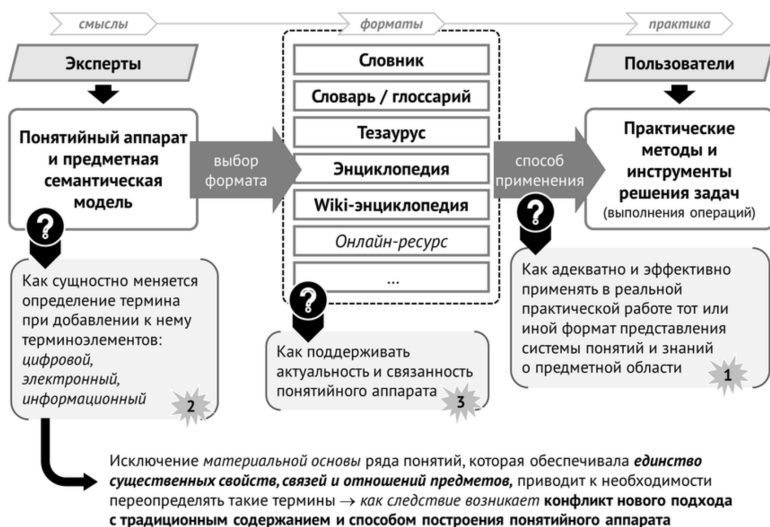 смыслы
форматы
практика
Эксперты
Понятийный аппарат
и предметная
семантическая
модель
выбор
формата
Словник
Словарь / глоссарий
Тезаурус
Энциклопедия
Wiki-энциклопедия
Онлайн-ресурс
...
способ
применения
Пользователи
Практические
методы и
инструменты
решения задач
(выполнения операций)
?
Как сущностно меняется
определение термина
при добавлении к нему
терминоэлементов:
цифровой,
электронный,
информационный
2
?
Как поддерживать
актуальность и связанность
понятийного аппарата
3
?
Как адекватно и эффективно
применять в реальной
практической работе тот или
иной формат представления
системы понятий и знаний
о предметной области
1
Исключение материальной основы ряда понятий, которая обеспечивала единство
существенных свойств, связей и отношений предметов, приводит к необходимости
переопределять такие термины → как следствие возникает конфликт нового подхода
с традиционным содержанием и способом построения понятийного аппарата